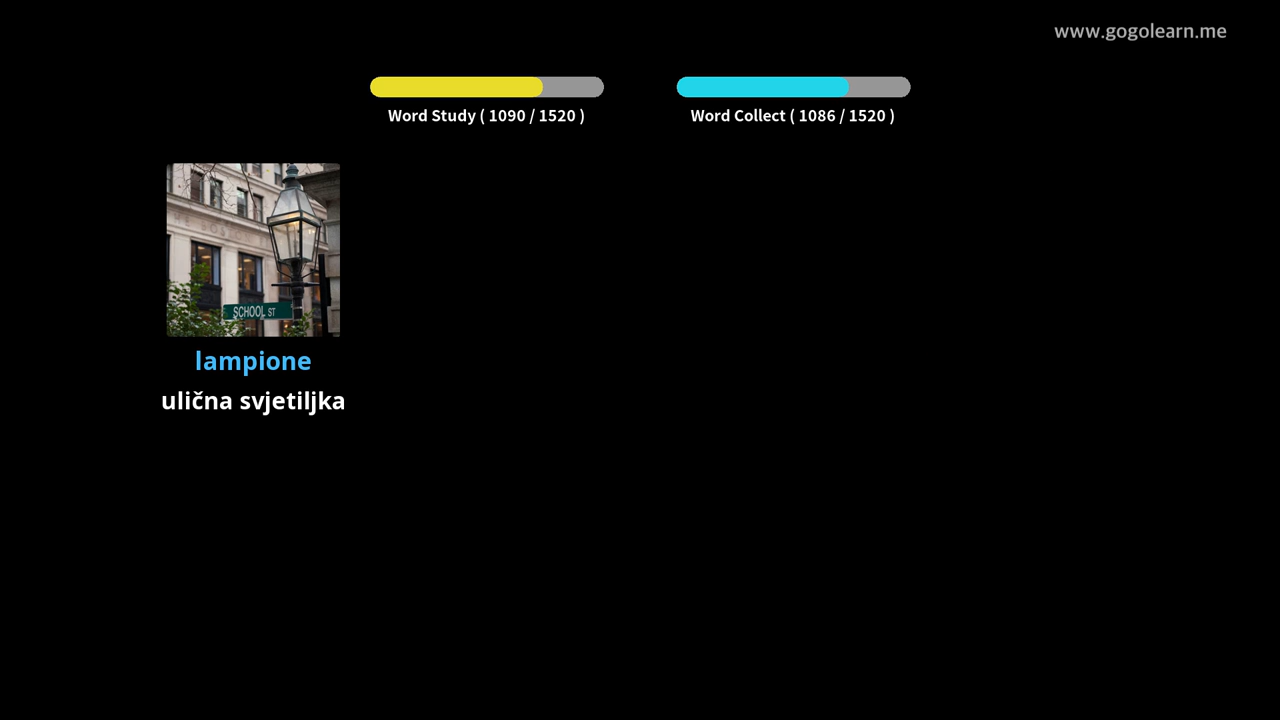 www.gogolearn.me
Word Study ( 1090 / 1520 )
Word Collect ( 1086 / 1520 )
SCHOOL ST
lampione
ulična svjetiljka